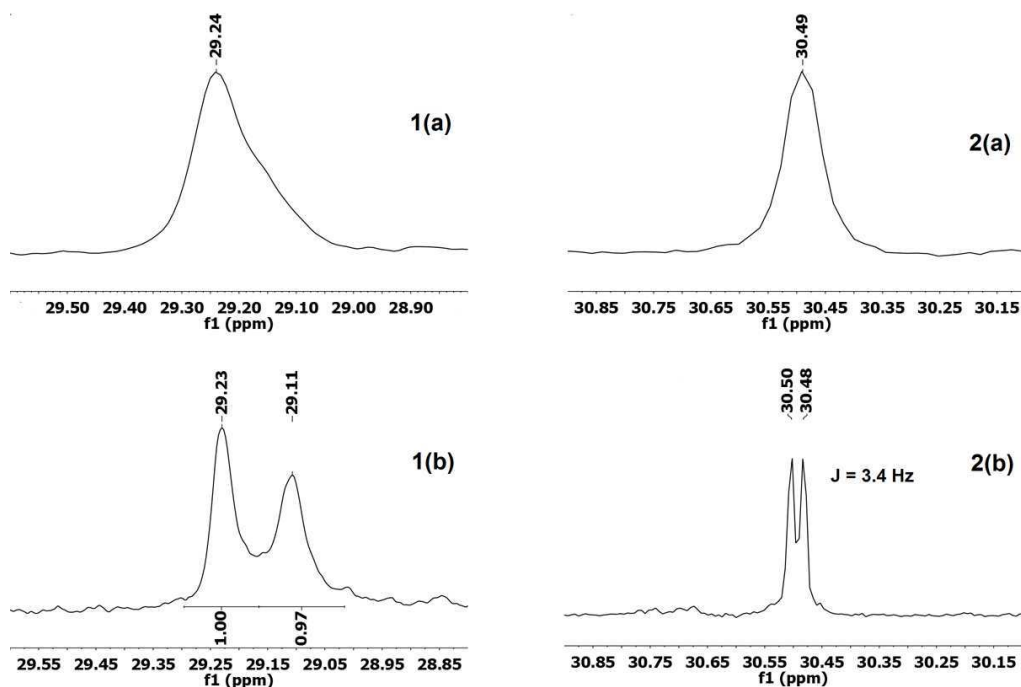 29.24
1(a)
29.50 29.40 29.30 29.20 29.10 29.00 28.90
f1 (ppm)
30.49
2(a)
30.85 30.75 30.65 30.55 30.45 30.35 30.25 30.15
f1 (ppm)
29.23
29.11
1(b)
1.00
0.97
29.55 29.45 29.35 29.25 29.15 29.05 28.95 28.85
f1 (ppm)
30.50
30.48
2(b)
J = 3.4 Hz
30.85 30.75 30.65 30.55 30.45 30.35 30.25 30.15
f1 (ppm)